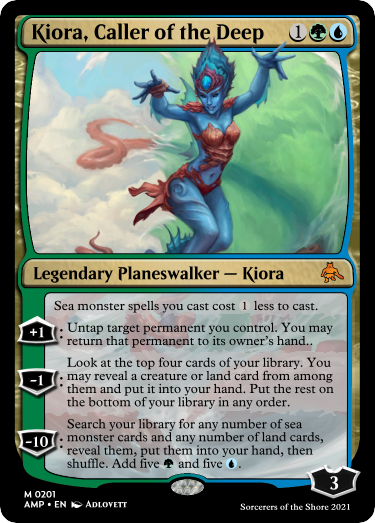 Kiora, Caller of the Deep 1
Legendary Planeswalker — Kiora
Sea monster spells you cast cost 1 less to cast.
+1: Untap target permanent you control. You may
return that permanent to its owner's hand..
Look at the top four cards of your library. You
-1: may reveal a creature or land card from among
them and put it into your hand. Put the rest on
the bottom of your library in any order.
Search your library for any number of sea
-10: monster cards and any number of land cards,
reveal them, put them into your hand, then
shuffle. Add five and five .
3
M 0201
AMP • EN Adlovett
Sorcerers of the Shore 2021